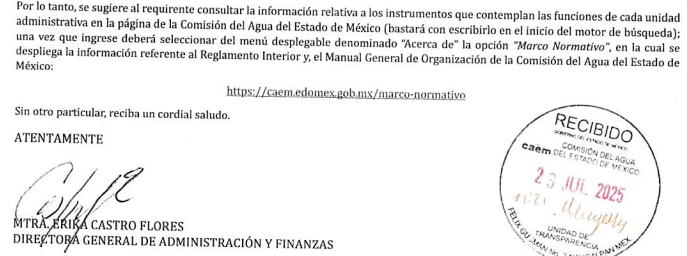 Por lo tanto, se sugiere al requirente consultar la información relativa a los instrumentos que contemplan las funciones de cada unidad
administrativa en la página de la Comisión del Agua del Estado de México (bastará con escribirlo en el inicio del motor de búsqueda);
una vez que ingrese deberá seleccionar del menú desplegable denominado “Acerca de” la opción “Marco Normativo”, en la cual se
despliega la información referente al Reglamento Interior y, el Manual General de Organización de la Comisión del Agua del Estado de
México:
https://caem.edomex.gob.mx/marco-normativo
Sin otro particular, reciba un cordial saludo.
ATENTAMENTE
MTRA. ERIKA CASTRO FLORES
DIRECTORA GENERAL DE ADMINISTRACIÓN Y FINANZAS
RECIBIDO
GOBIERNO DEL ESTADO DE MÉXICO
caem
COMISIÓN DEL AGUA
DEL ESTADO DE MÉXICO
23 JUL 2025
11:21
UNIDAD DE
TRANSPARENCIA
FELIX GUZMAN No.